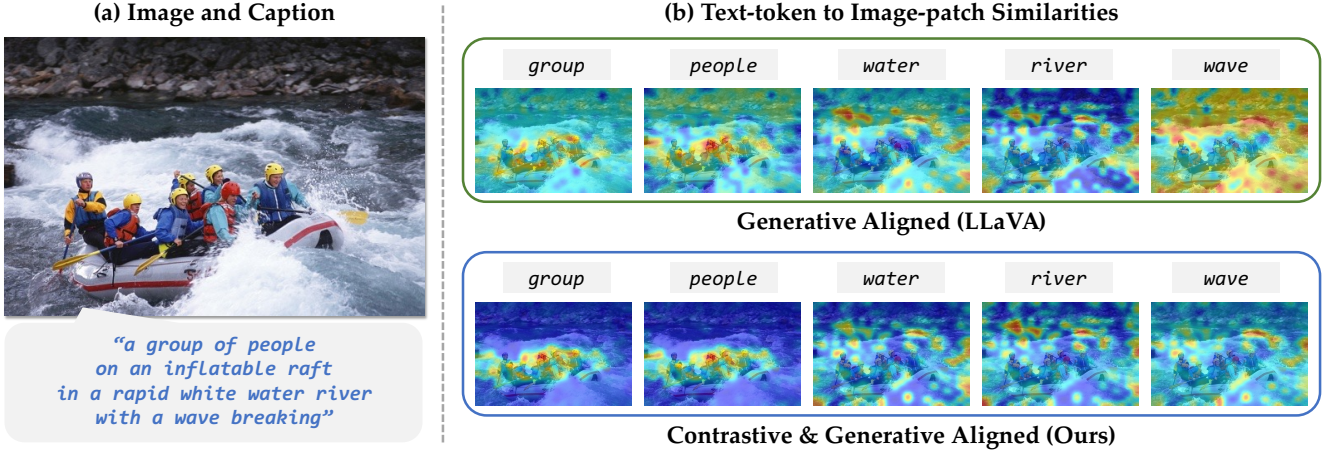 (a) Image and Caption
“a group of people
on an inflatable raft
in a rapid white water river
with a wave breaking”
(b) Text-token to Image-patch Similarities
group people water river wave
Generative Aligned (LLaVA)
group people water river wave
Contrastive & Generative Aligned (Ours)